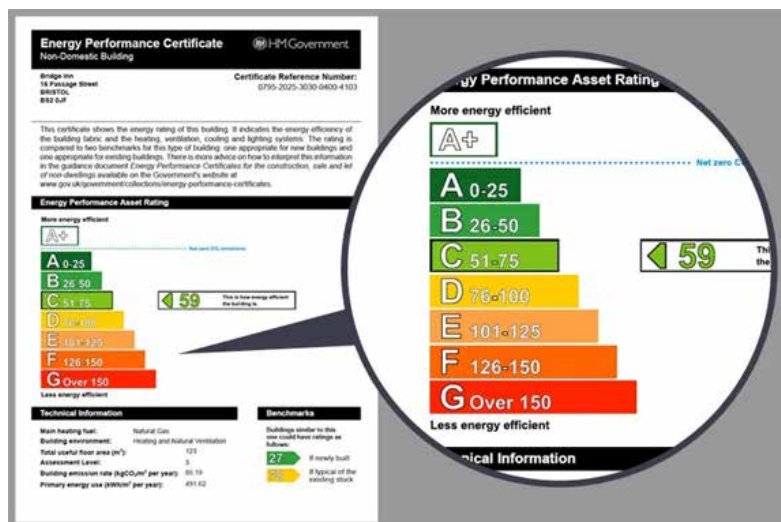 Energy Performance Certificate
Non-Domestic Building
HM Government
Bridge Inn
16 Passage Street
BRISTOL
BS2 0JF
Certificate Reference Number:
0795-2025-3030-0400-4103
This certificate shows the energy rating of this building. It indicates the energy efficiency of
the building fabric and the heating, ventilation, cooling and lighting systems. The rating is
compared to two benchmarks for this type of building: one appropriate for new buildings and
one appropriate for existing buildings. There is more advice on how to interpret this information
in the guidance document Energy Performance Certificates for the construction, sale and let
of non-dwellings available on the Government's website at
www.gov.uk/government/collections/energy-performance-certificates.
Energy Performance Asset Rating
More energy efficient
A+
Net zero CO₂ emissions
A 0-25
B 26-50
C 51-75
59
This is how energy efficient
the building is.
D 76-100
E 101-125
F 126-150
G Over 150
Less energy efficient
Technical Information
Main heating fuel: Natural Gas
Building environment: Heating and Natural Ventilation
Total useful floor area (m²): 123
Assessment Level: 3
Building emission rate (kgCO₂/m² per year):
Primary energy use (kWh/m² per year): 491.62
Benchmarks
Buildings similar to this
one could have ratings as
follows:
27 If newly built
If typical of the
existing stock
gy Performance Asset Rating
More energy efficient
A+
Net zero C
A 0-25
B 26-50
C 51-75
59
Thi
the
D 76-100
E 101-125
F 126-150
G Over 150
Less energy efficient
nical Information